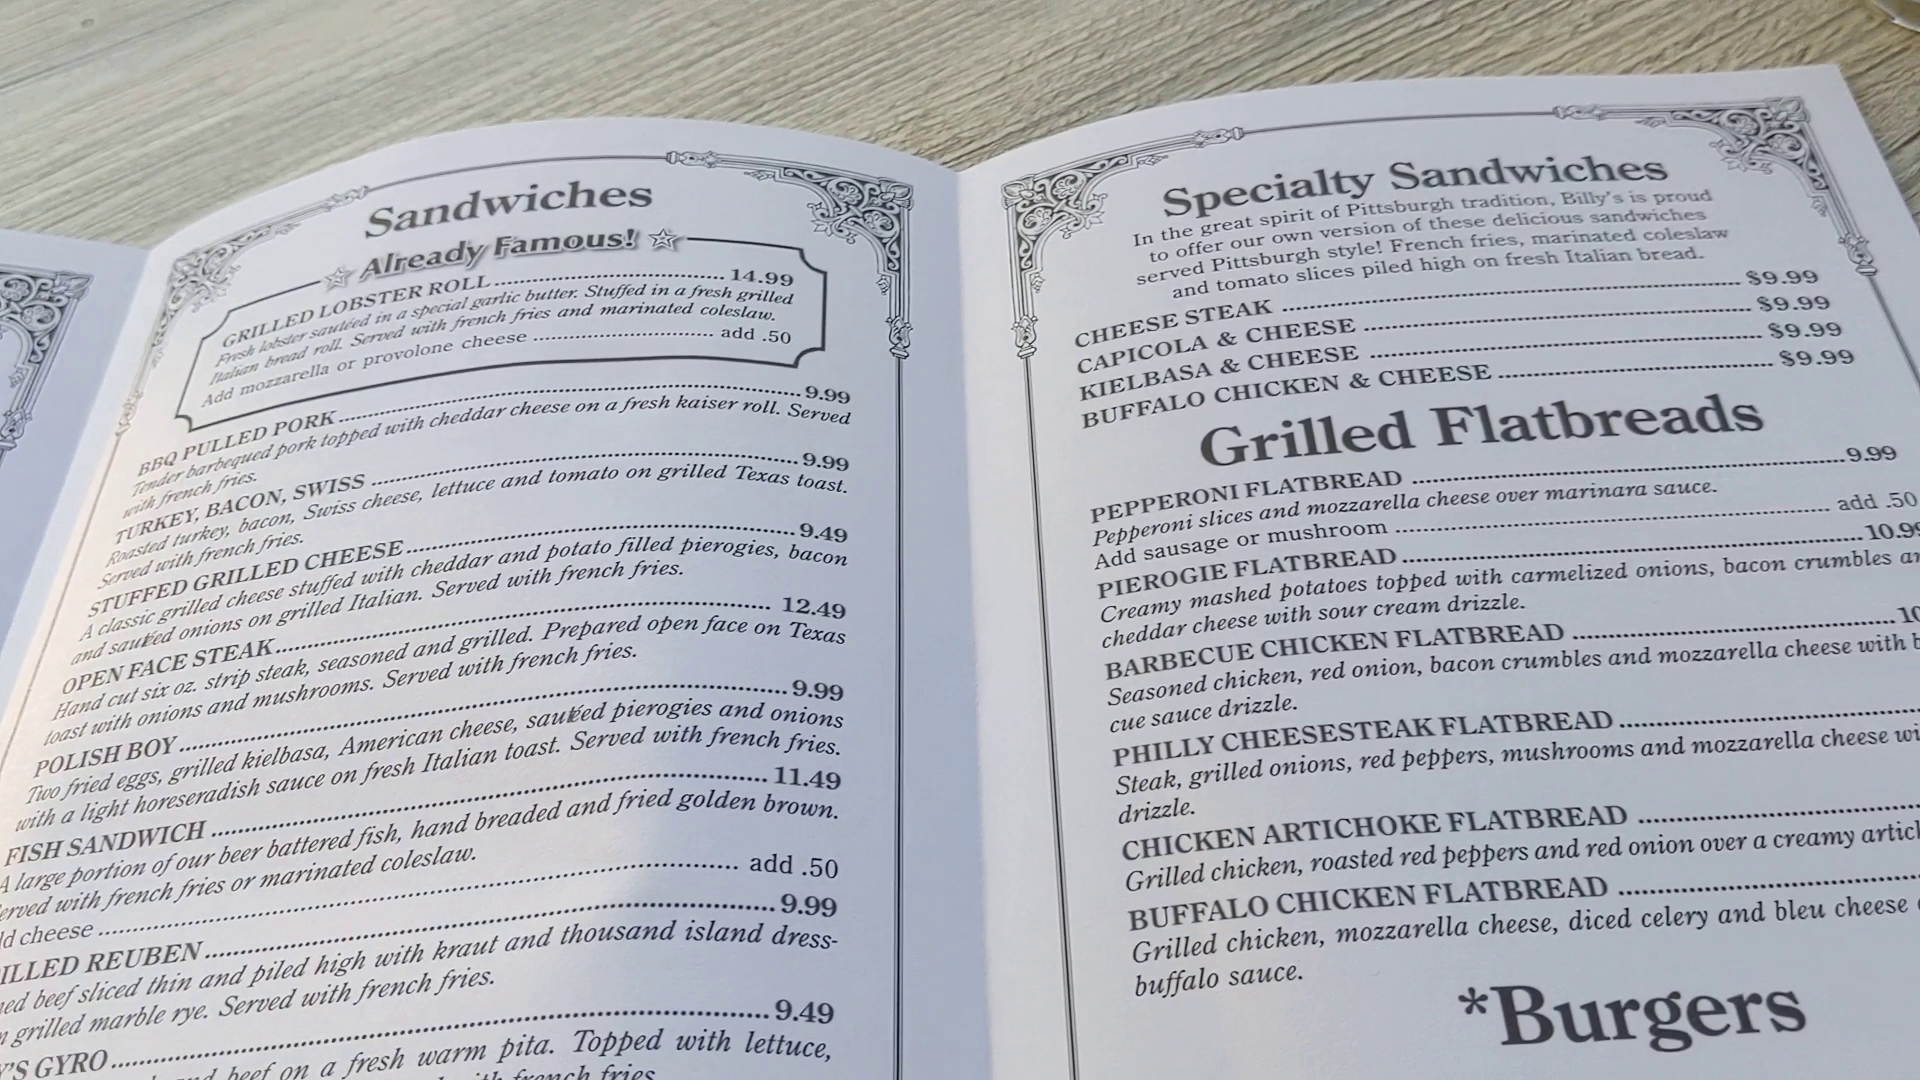 Sandwiches
Already Famous!
GRILLED LOBSTER ROLL 14.99
Fresh lobster sautéed in a special garlic butter. Stuffed in a fresh grilled
Italian bread roll. Served with french fries and marinated coleslaw.
Add mozzarella or provolone cheese add .50
BBQ PULLED PORK 9.99
Tender barbequed pork topped with cheddar cheese on a fresh kaiser roll. Served
with french fries.
TURKEY, BACON, SWISS 9.99
Roasted turkey, bacon, Swiss cheese, lettuce and tomato on grilled Texas toast.
Served with french fries.
STUFFED GRILLED CHEESE 9.49
A classic grilled cheese stuffed with cheddar and potato filled pierogies, bacon
and sautéed onions on grilled Italian. Served with french fries.
OPEN FACE STEAK 12.49
Hand cut six oz. strip steak, seasoned and grilled. Prepared open face on Texas
toast with onions and mushrooms. Served with french fries.
POLISH BOY 9.99
Two fried eggs, grilled kielbasa, American cheese, sautéed pierogies and onions
with a light horeseradish sauce on fresh Italian toast. Served with french fries.
FISH SANDWICH 11.49
A large portion of our beer battered fish, hand breaded and fried golden brown.
erved with french fries or marinated coleslaw.
dd cheese add .50
ILLED REUBEN 9.99
ned beef sliced thin and piled high with kraut and thousand island dress-
n grilled marble rye. Served with french fries.
Y'S GYRO 9.49
beef on a fresh warm pita. Topped with lettuce,
french fries
Specialty Sandwiches
In the great spirit of Pittsburgh tradition, Billy's is proud
to offer our own version of these delicious sandwiches
served Pittsburgh style! French fries, marinated coleslaw
and tomato slices piled high on fresh Italian bread.
CHEESE STEAK $9.99
CAPICOLA & CHEESE $9.99
KIELBASA & CHEESE $9.99
BUFFALO CHICKEN & CHEESE $9.99
Grilled Flatbreads
PEPPERONI FLATBREAD 9.99
Pepperoni slices and mozzarella cheese over marinara sauce.
Add sausage or mushroom add .50
PIEROGIE FLATBREAD 10.99
Creamy mashed potatoes topped with carmelized onions, bacon crumbles an
cheddar cheese with sour cream drizzle.
BARBECUE CHICKEN FLATBREAD 10
Seasoned chicken, red onion, bacon crumbles and mozzarella cheese with b
cue sauce drizzle.
PHILLY CHEESESTEAK FLATBREAD
Steak, grilled onions, red peppers, mushrooms and mozzarella cheese wi
drizzle.
CHICKEN ARTICHOKE FLATBREAD
Grilled chicken, roasted red peppers and red onion over a creamy artich
BUFFALO CHICKEN FLATBREAD
Grilled chicken, mozzarella cheese, diced celery and bleu cheese
buffalo sauce.
*Burgers